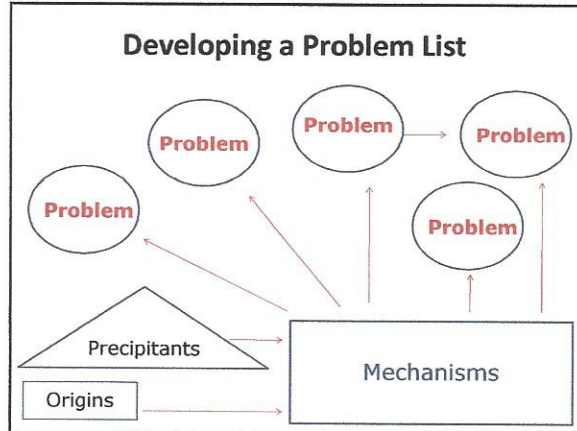 Developing a Problem List
Problem
Problem
Problem
Problem
Problem
Precipitants
Mechanisms
Origins